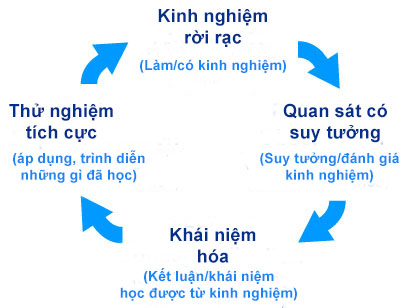 Kinh nghiệm
rời rạc
(Làm/có kinh nghiệm)
Quan sát có
suy tưởng
(Suy tưởng/đánh giá
kinh nghiệm)
Khái niệm
hóa
(Kết luận/khái niệm
học được từ kinh nghiệm)
Thử nghiệm
tích cực
(áp dụng, trình diễn
những gì đã học)